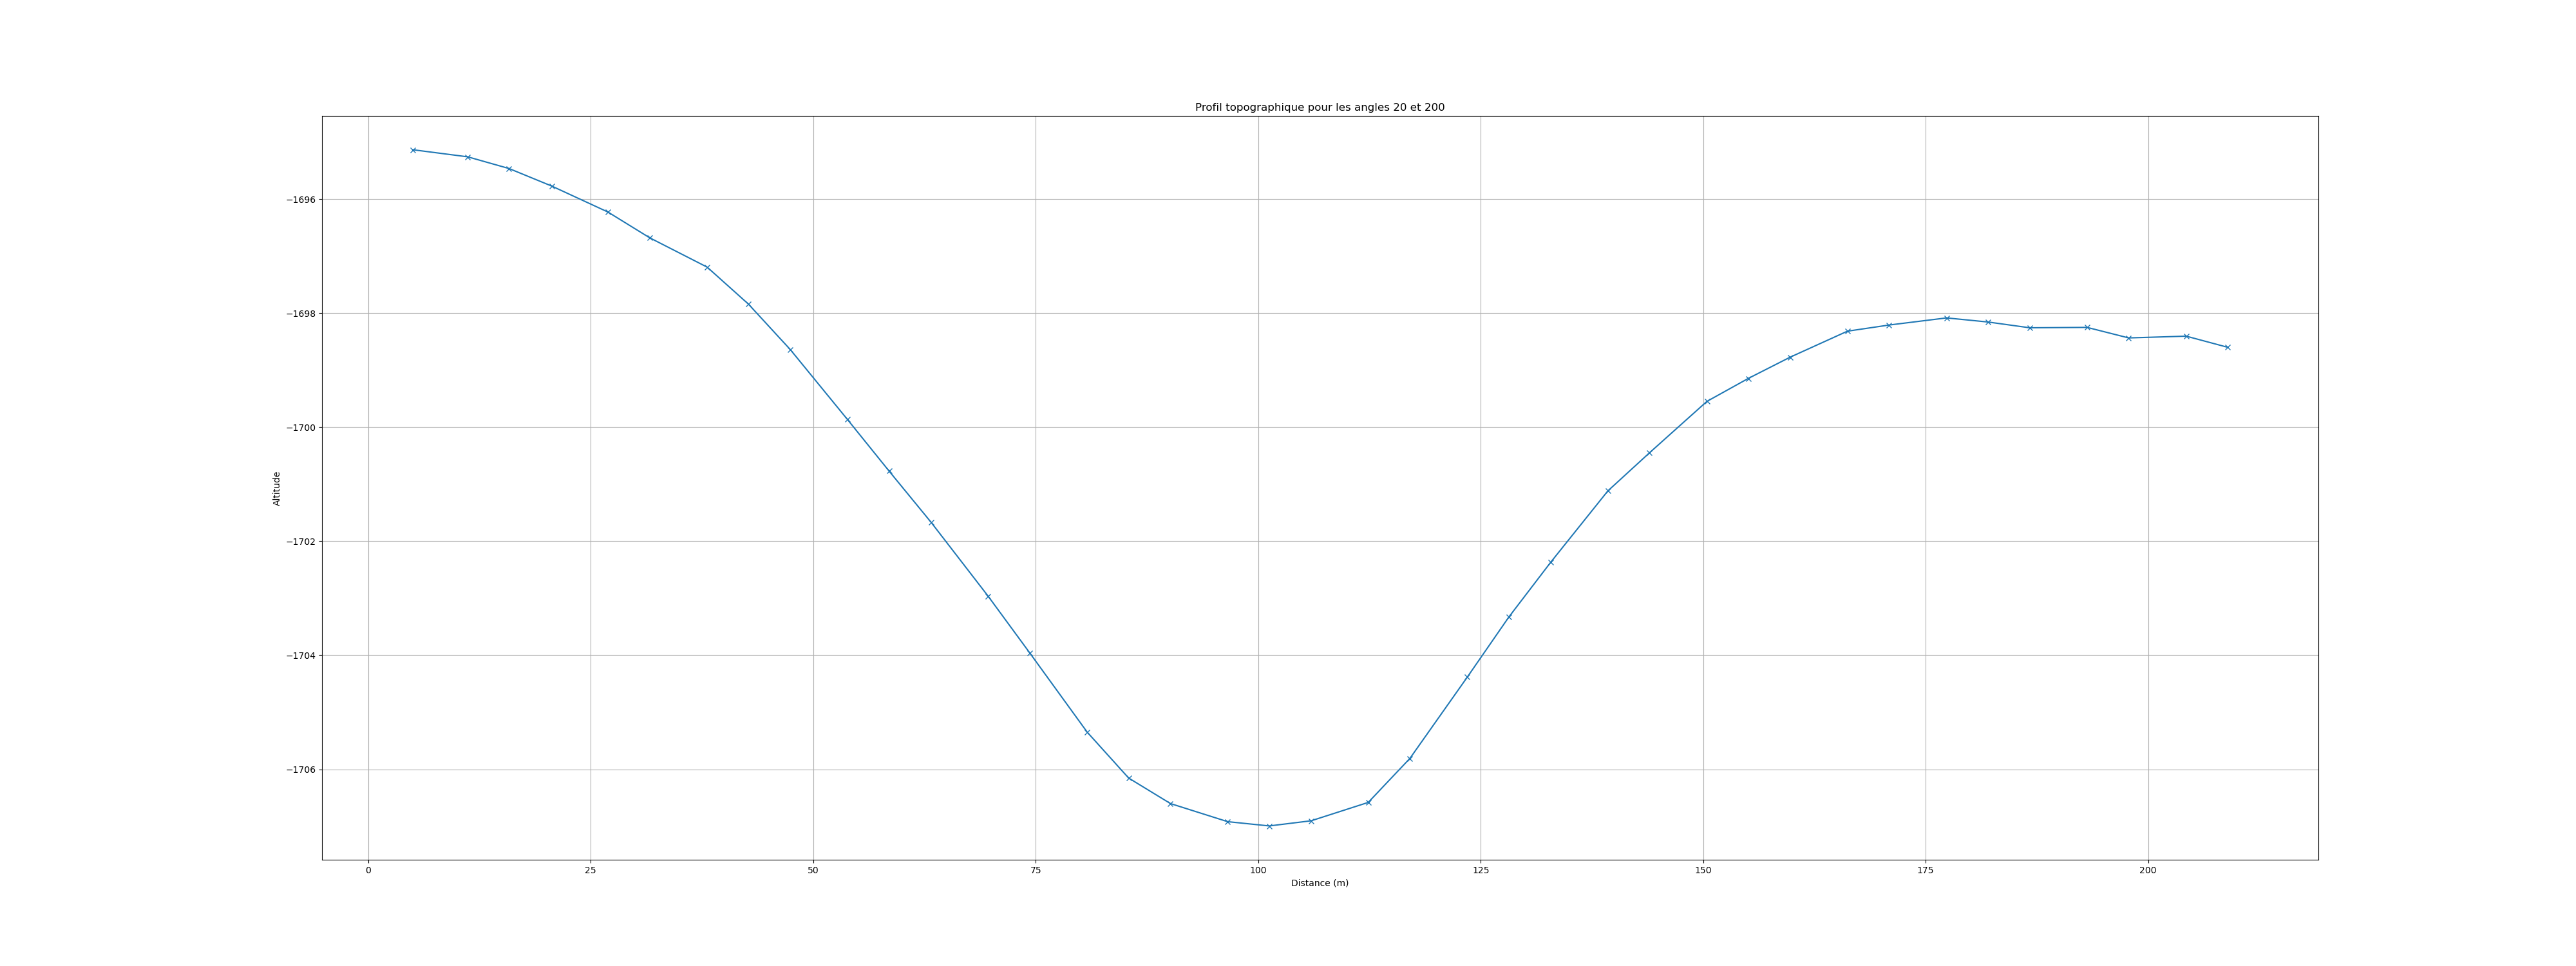 Profil topographique pour les angles 20 et 200
−1696
−1698
−1700
−1702
−1704
−1706
Altitude
0 25 50 75 100 125 150 175 200
Distance (m)